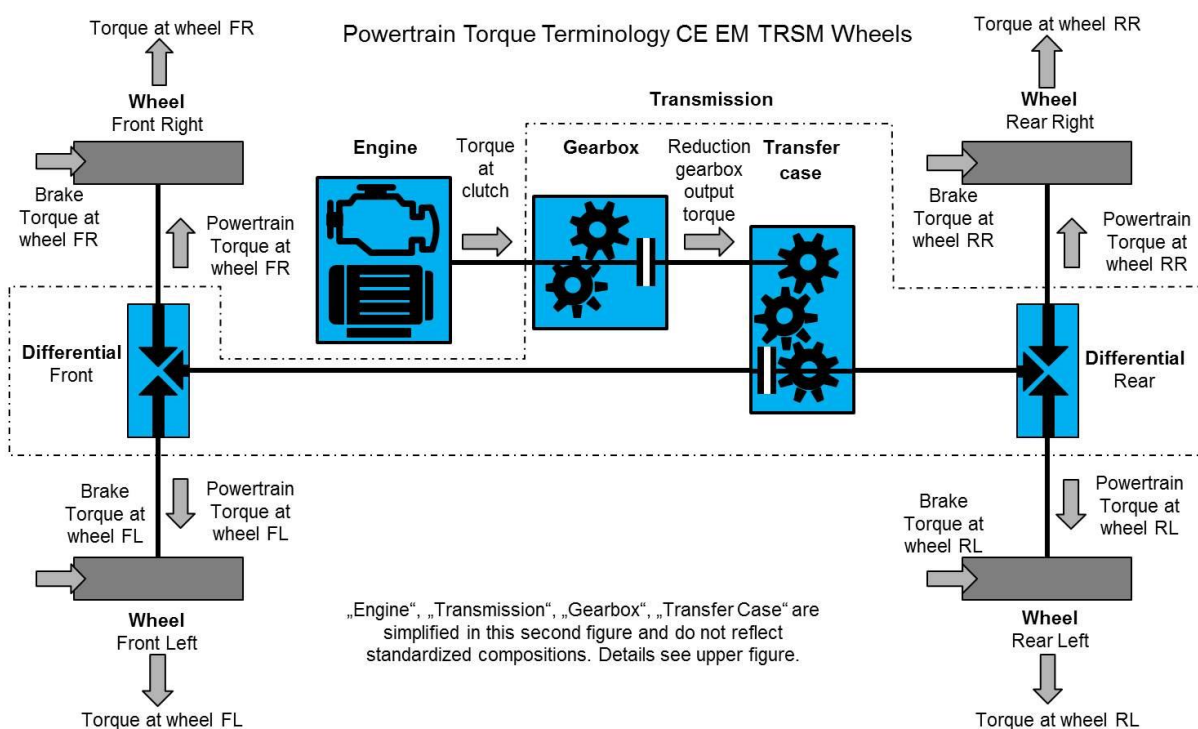 Torque at wheel FR
Powertrain Torque Terminology CE EM TRSM Wheels
Torque at wheel RR
Wheel
Front Right
Transmission
Wheel
Rear Right
Engine
Torque
at
clutch
Gearbox
Reduction
gearbox
output
torque
Transfer
case
Brake
Torque at
wheel FR
Powertrain
Torque at
wheel FR
Brake
Torque at
wheel RR
Powertrain
Torque at
wheel RR
Differential
Front
Differential
Rear
Brake
Torque at
wheel FL
Powertrain
Torque at
wheel FL
Brake
Torque at
wheel RL
Powertrain
Torque at
wheel RL
Wheel
Front Left
„Engine“, „Transmission“, „Gearbox“, „Transfer Case“ are
simplified in this second figure and do not reflect
standardized compositions. Details see upper figure.
Wheel
Rear Left
Torque at wheel FL
Torque at wheel RL